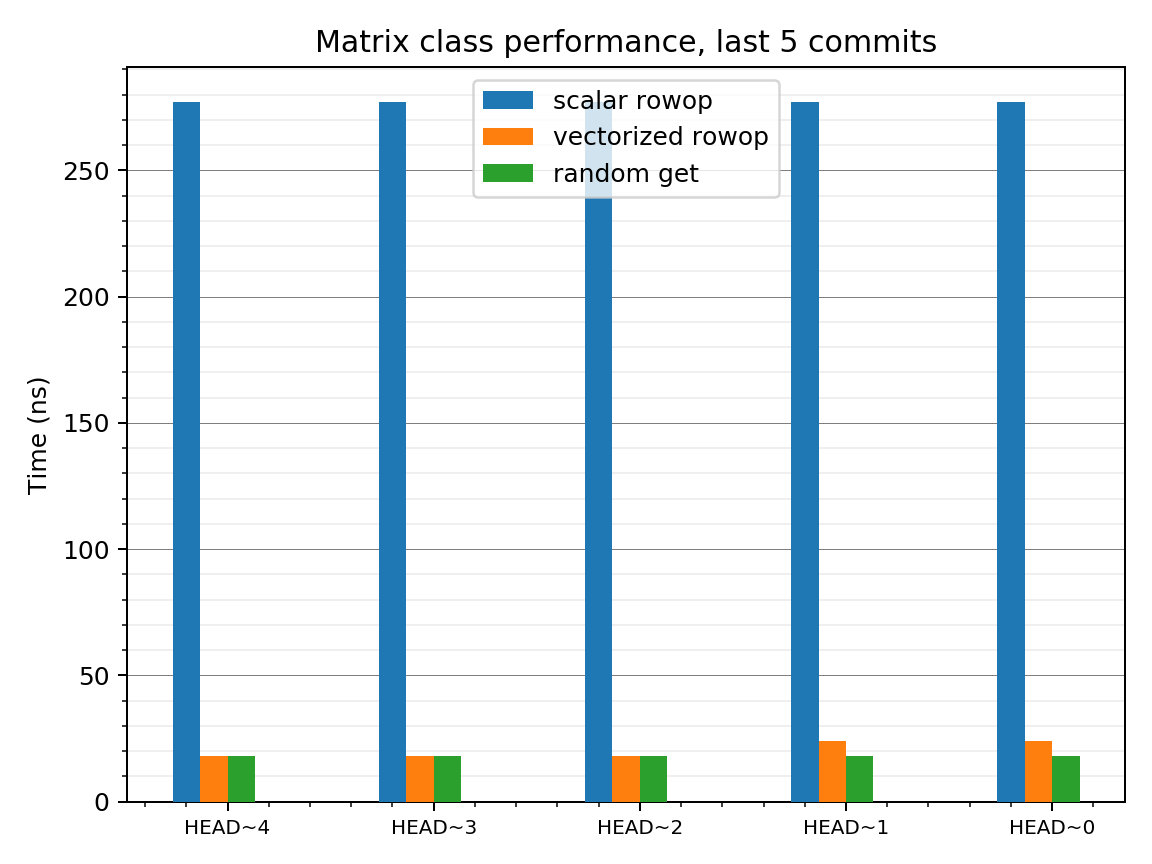 Matrix class performance, last 5 commits
scalar rowop
vectorized rowop
random get
Time (ns)
250
200
150
100
50
0
HEAD~4 HEAD~3 HEAD~2 HEAD~1 HEAD~0